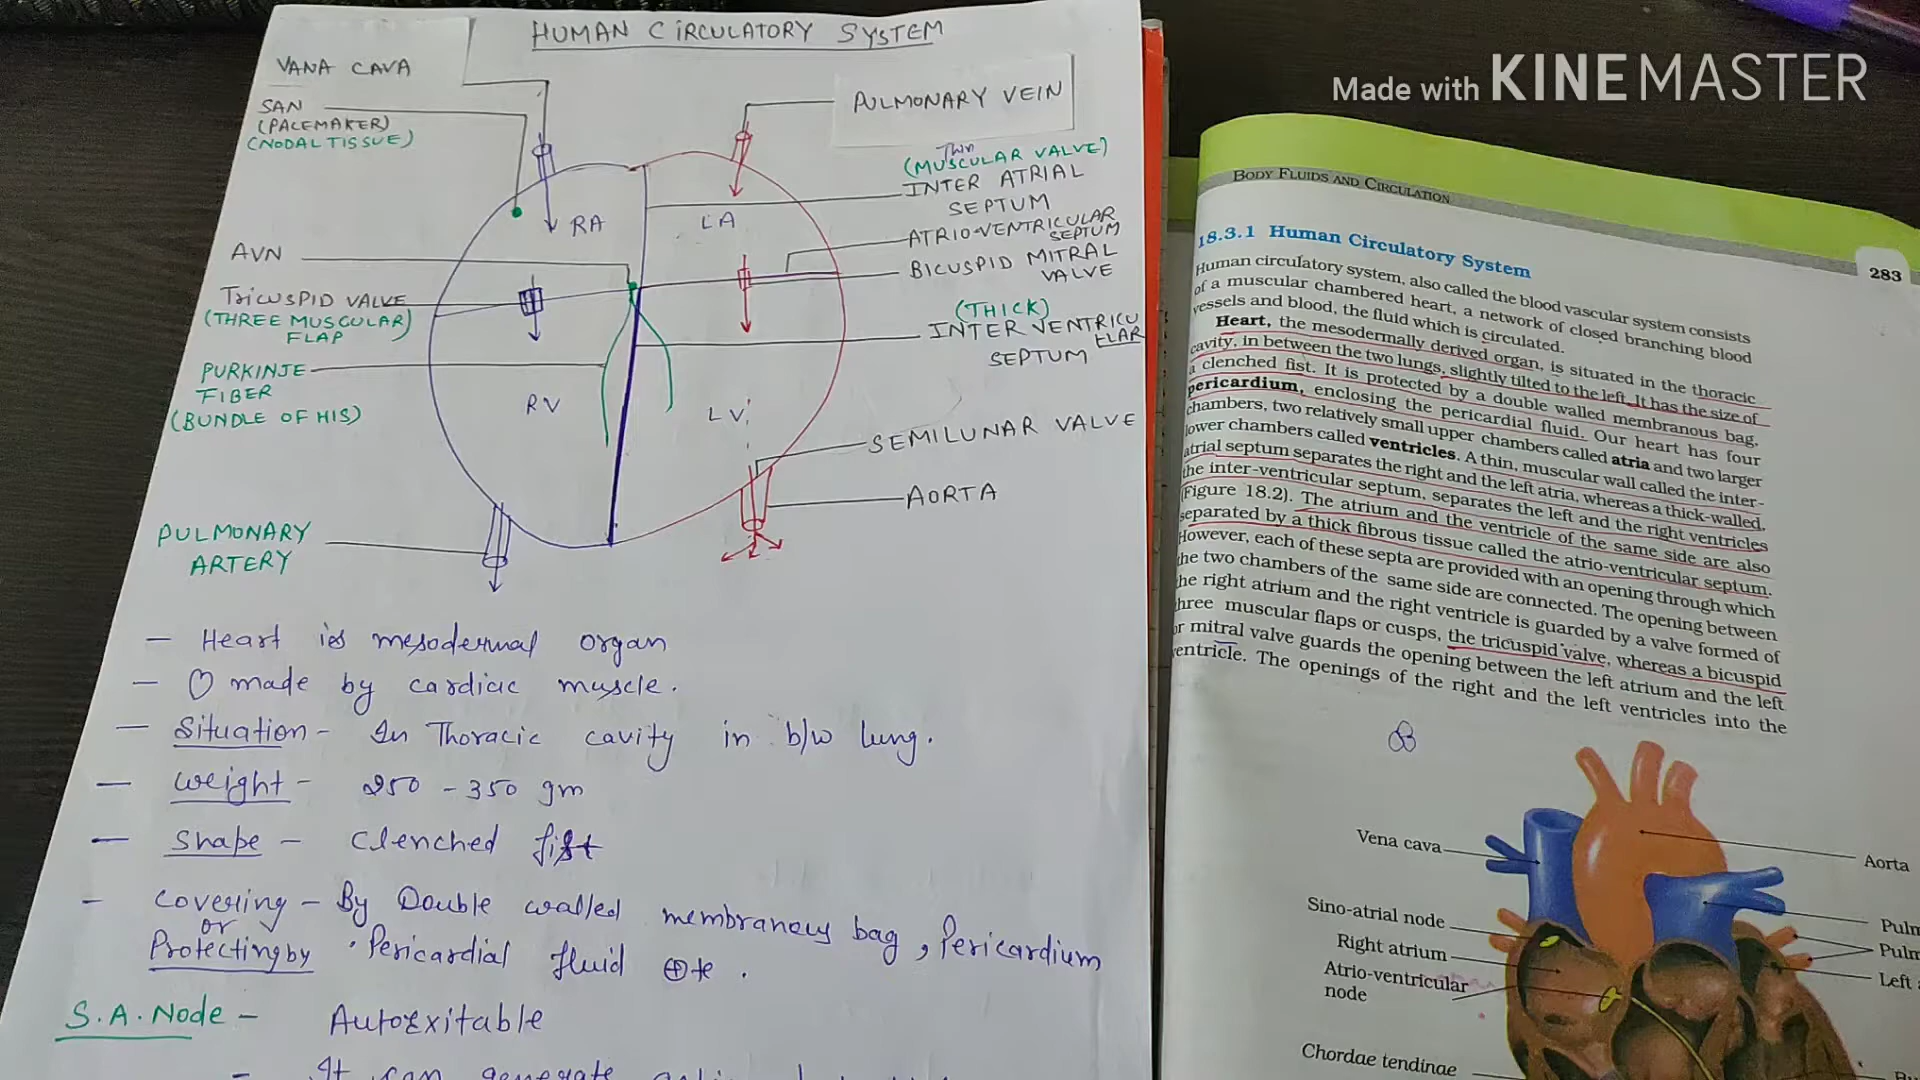 HUMAN CIRCULATORY SYSTEM
VANA CAVA
SAN
(PACEMAKER)
(NODAL TISSUE)
PULMONARY VEIN
Thin
(MUSCULAR VALVE)
INTER ATRIAL
SEPTUM
ATRIO-VENTRICULAR
SEPTUM
BICUSPID MITRAL
VALVE
RA
LA
AVN
TRICUSPID VALVE
(THREE MUSCULAR)
FLAP
(THICK)
INTER VENTRICU
LAR
SEPTUM
PURKINJE
FIBER
(BUNDLE OF HIS)
RV
LV
SEMILUNAR VALVE
AORTA
PULMONARY
ARTERY
- Heart is mesodermal organ
- made by cardiac muscle.
- Situation - In Thoracic cavity in b/w lung.
- Weight - 250 - 350 gm
- Shape - Clenched fist
- Covering - By Double walled membraneus bag, Pericardium
or
Protecting by . Pericardial fluid
S.A. Node - AutoExitable
- It can generate
Made with KINEMASTER
BODY FLUIDS AND CIRCULATION
283
18.3.1 Human Circulatory System
Human circulatory system, also called the blood vascular system consists
of a muscular chambered heart, a network of closed branching blood
vessels and blood, the fluid which is circulated.
Heart, the mesodermally derived organ, is situated in the thoracic
cavity, in between the two lungs, slightly tilted to the left. It has the size of
a clenched fist. It is protected by a double walled membranous bag,
pericardium, enclosing the pericardial fluid. Our heart has four
chambers, two relatively small upper chambers called atria and two larger
lower chambers called ventricles. A thin, muscular wall called the inter-
atrial septum separates the right and the left atria, whereas a thick-walled,
the inter-ventricular septum, separates the left and the right ventricles
(Figure 18.2). The atrium and the ventricle of the same side are also
separated by a thick fibrous tissue called the atrio-ventricular septum.
However, each of these septa are provided with an opening through which
the two chambers of the same side are connected. The opening between
the right atrium and the right ventricle is guarded by a valve formed of
three muscular flaps or cusps, the tricuspid valve, whereas a bicuspid
or mitral valve guards the opening between the left atrium and the left
ventricle. The openings of the right and the left ventricles into the
Vena cava
Aorta
Sino-atrial node
Right atrium
Atrio-ventricular
node
Chordae tendinae
Pulm
Pulm
Left